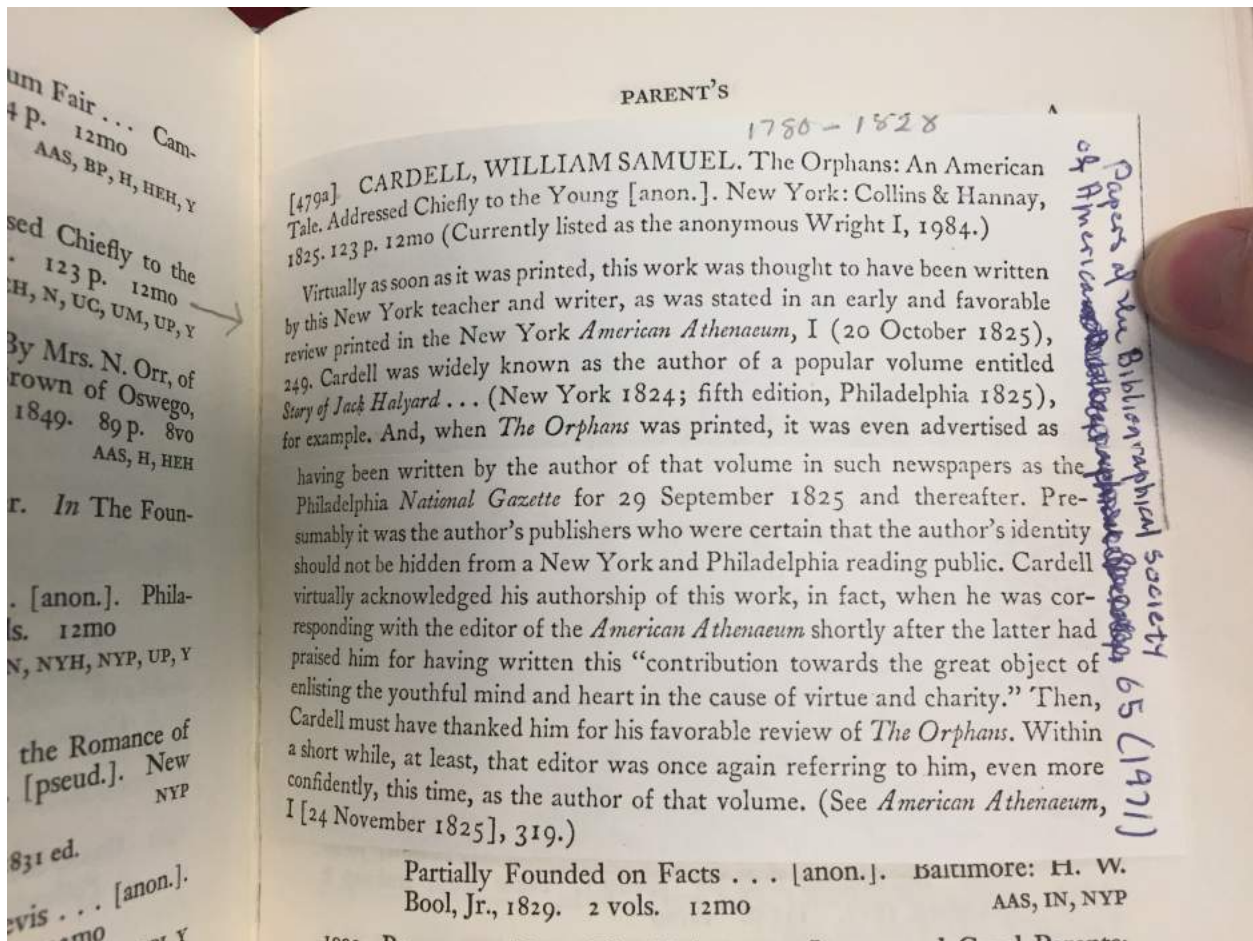 um Fair . . . Cam-
4 p. 12mo
AAS, BP, H, HEH, Y
sed Chiefly to the
123 p. 12mo
EH, N, UC, UM, UP, Y
By Mrs. N. Orr, of
rown of Oswego,
1849. 89 p. 8vo
AAS, H, HEH
r. In The Foun-
. [anon.]. Phila-
ls. 12mo
N, NYH, NYP, UP, Y
the Romance of
[pseud.]. New
NYP
831 ed.
evis . . . [anon.].
mo
PARENT'S
1780 - 1828
[479a] CARDELL, WILLIAM SAMUEL. The Orphans: An American
Tale. Addressed Chiefly to the Young [anon.]. New York: Collins & Hannay,
1825. 123 p. 12mo (Currently listed as the anonymous Wright I, 1984.)
Virtually as soon as it was printed, this work was thought to have been written
by this New York teacher and writer, as was stated in an early and favorable
review printed in the New York American Athenaeum, I (20 October 1825),
249. Cardell was widely known as the author of a popular volume entitled
Story of Jack Halyard . . . (New York 1824; fifth edition, Philadelphia 1825),
for example. And, when The Orphans was printed, it was even advertised as
having been written by the author of that volume in such newspapers as the
Philadelphia National Gazette for 29 September 1825 and thereafter. Pre-
sumably it was the author's publishers who were certain that the author's identity
should not be hidden from a New York and Philadelphia reading public. Cardell
virtually acknowledged his authorship of this work, in fact, when he was cor-
responding with the editor of the American Athenaeum shortly after the latter had
praised him for having written this "contribution towards the great object of
enlisting the youthful mind and heart in the cause of virtue and charity." Then,
Cardell must have thanked him for his favorable review of The Orphans. Within
a short while, at least, that editor was once again referring to him, even more
confidently, this time, as the author of that volume. (See American Athenaeum,
I [24 November 1825], 319.)
Partially Founded on Facts . . . [anon.]. Baltimore: H. W.
Bool, Jr., 1829. 2 vols. 12mo
AAS, IN, NYP
Papers of the Bibliographical Society
of America 65 (1971)